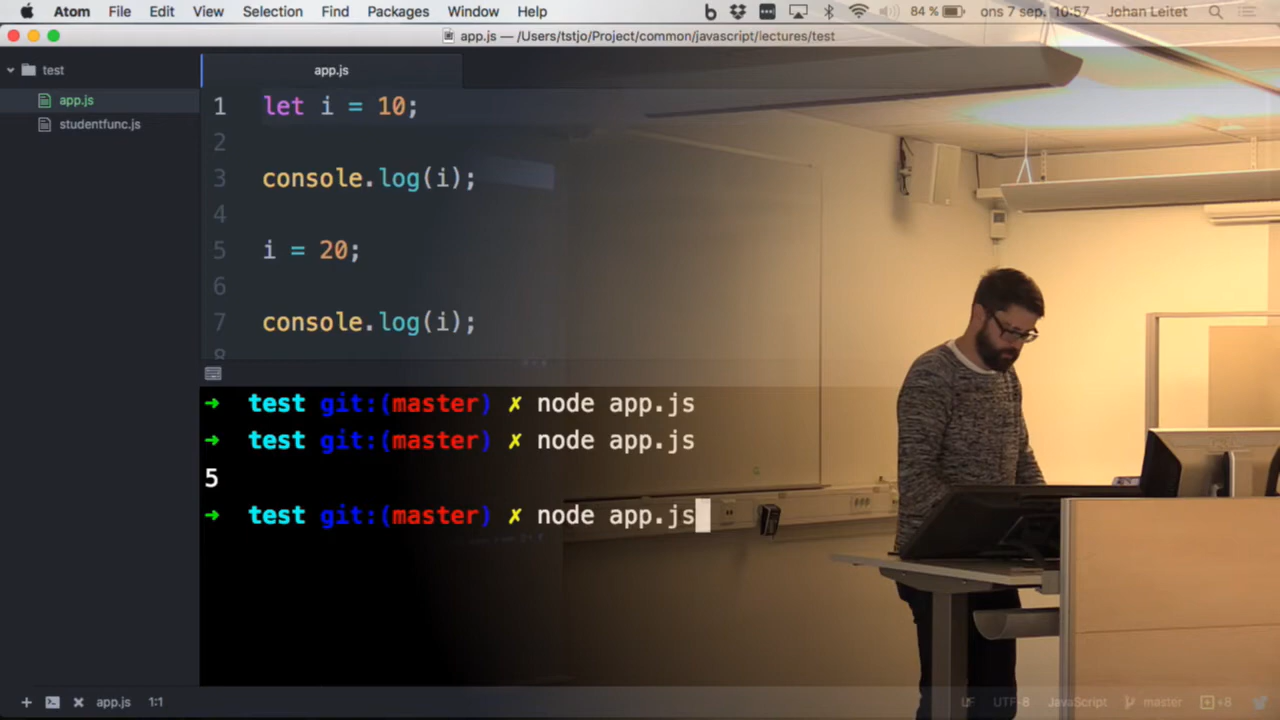 Atom File Edit View Selection Find Packages Window Help 84 % ons 7 sep. 10:57 Johan Leitet
app.js — /Users/tstjo/Project/common/javascript/lectures/test
test
app.js
app.js
studentfunc.js
1 let i = 10;
2
3 console.log(i);
4
5 i = 20;
6
7 console.log(i);
8
➜ test git:(master) ✗ node app.js
➜ test git:(master) ✗ node app.js
5
➜ test git:(master) ✗ node app.js
+ app.js 1:1 LF UTF-8 JavaScript master +8